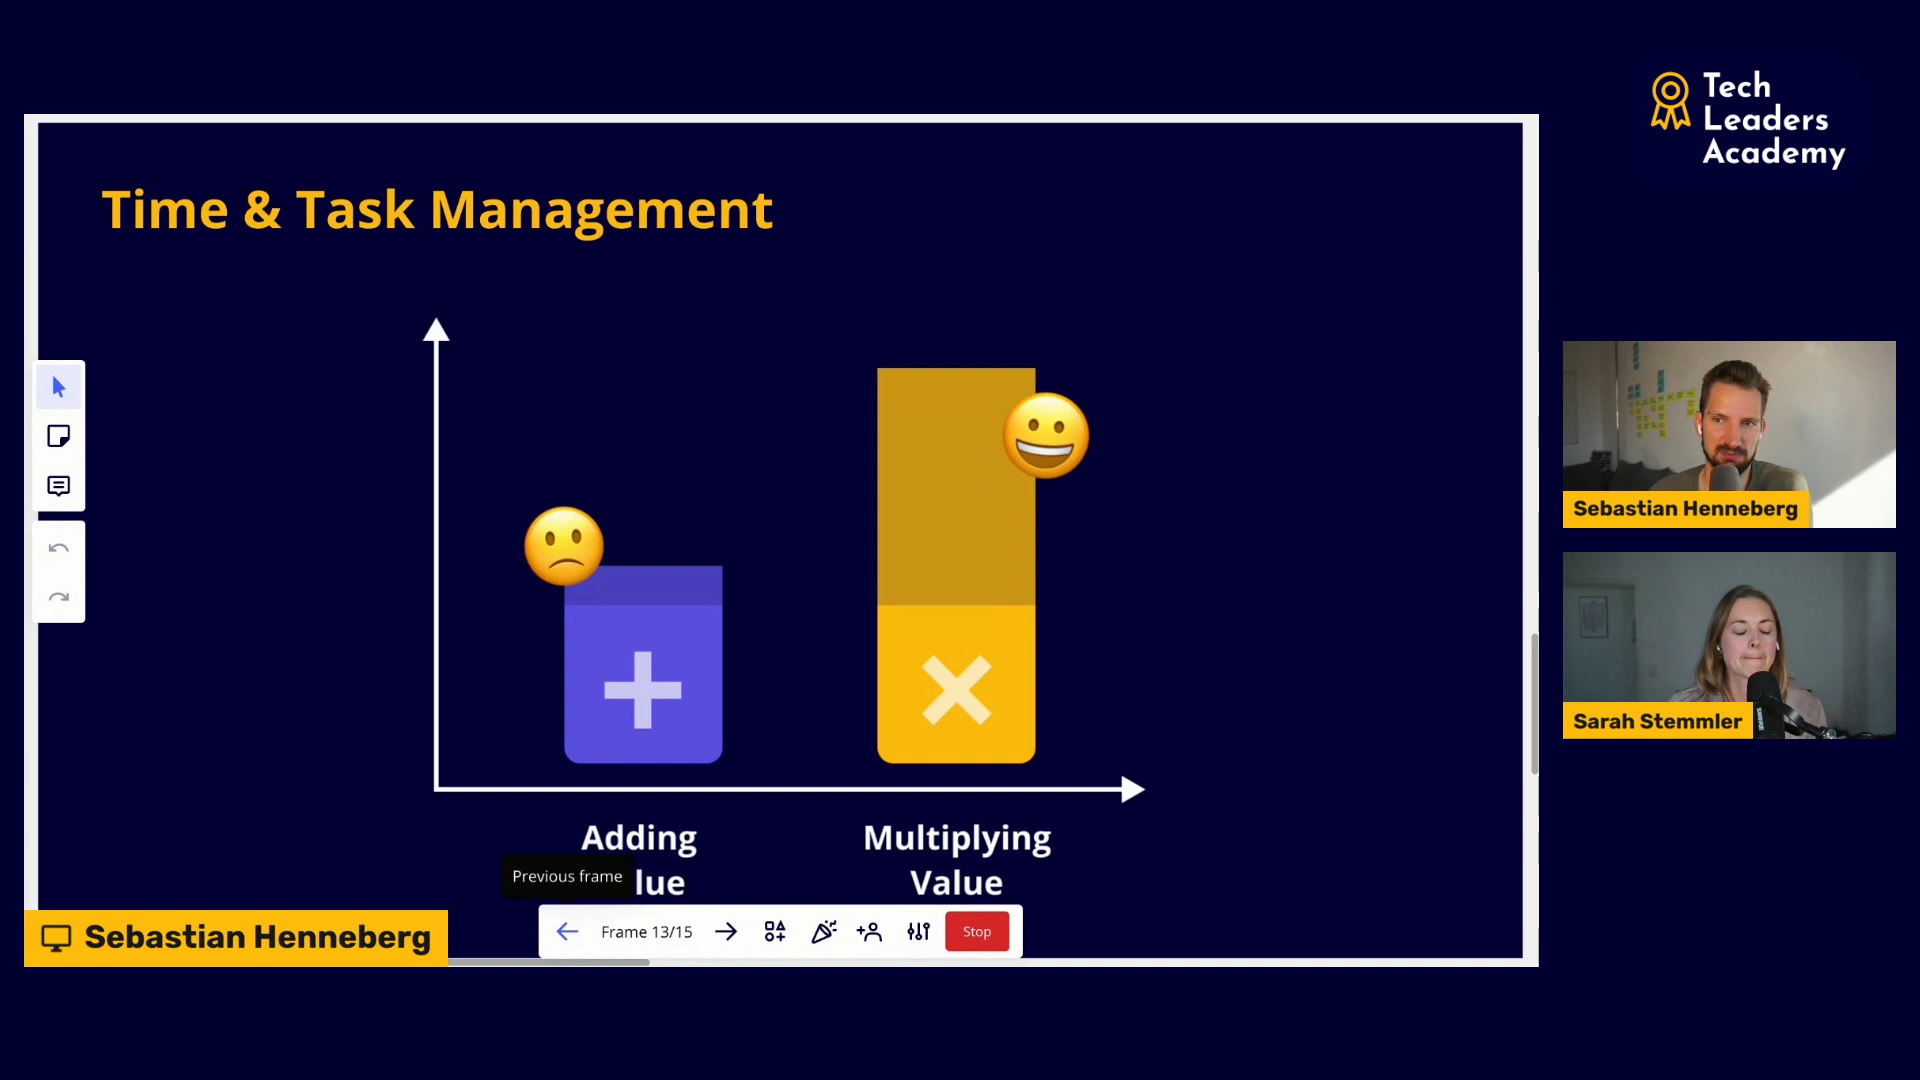 Tech
Leaders
Academy
Time & Task Management
Adding
lue
Multiplying
Value
Previous frame
Frame 13/15
Stop
Sebastian Henneberg
Sebastian Henneberg
Sarah Stemmler